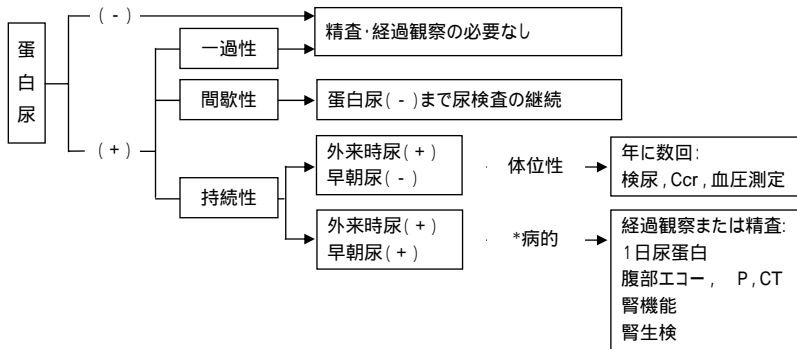 蛋白尿
(-)
精査・経過観察の必要なし
一過性
間歇性
蛋白尿(-)まで尿検査の継続
(+)
持続性
外来時尿(+)
早朝尿(-)
体位性
年に数回:
検尿,Ccr,血圧測定
外来時尿(+)
早朝尿(+)
*病的
経過観察または精査:
1日尿蛋白
腹部エコー, P,CT
腎機能
腎生検